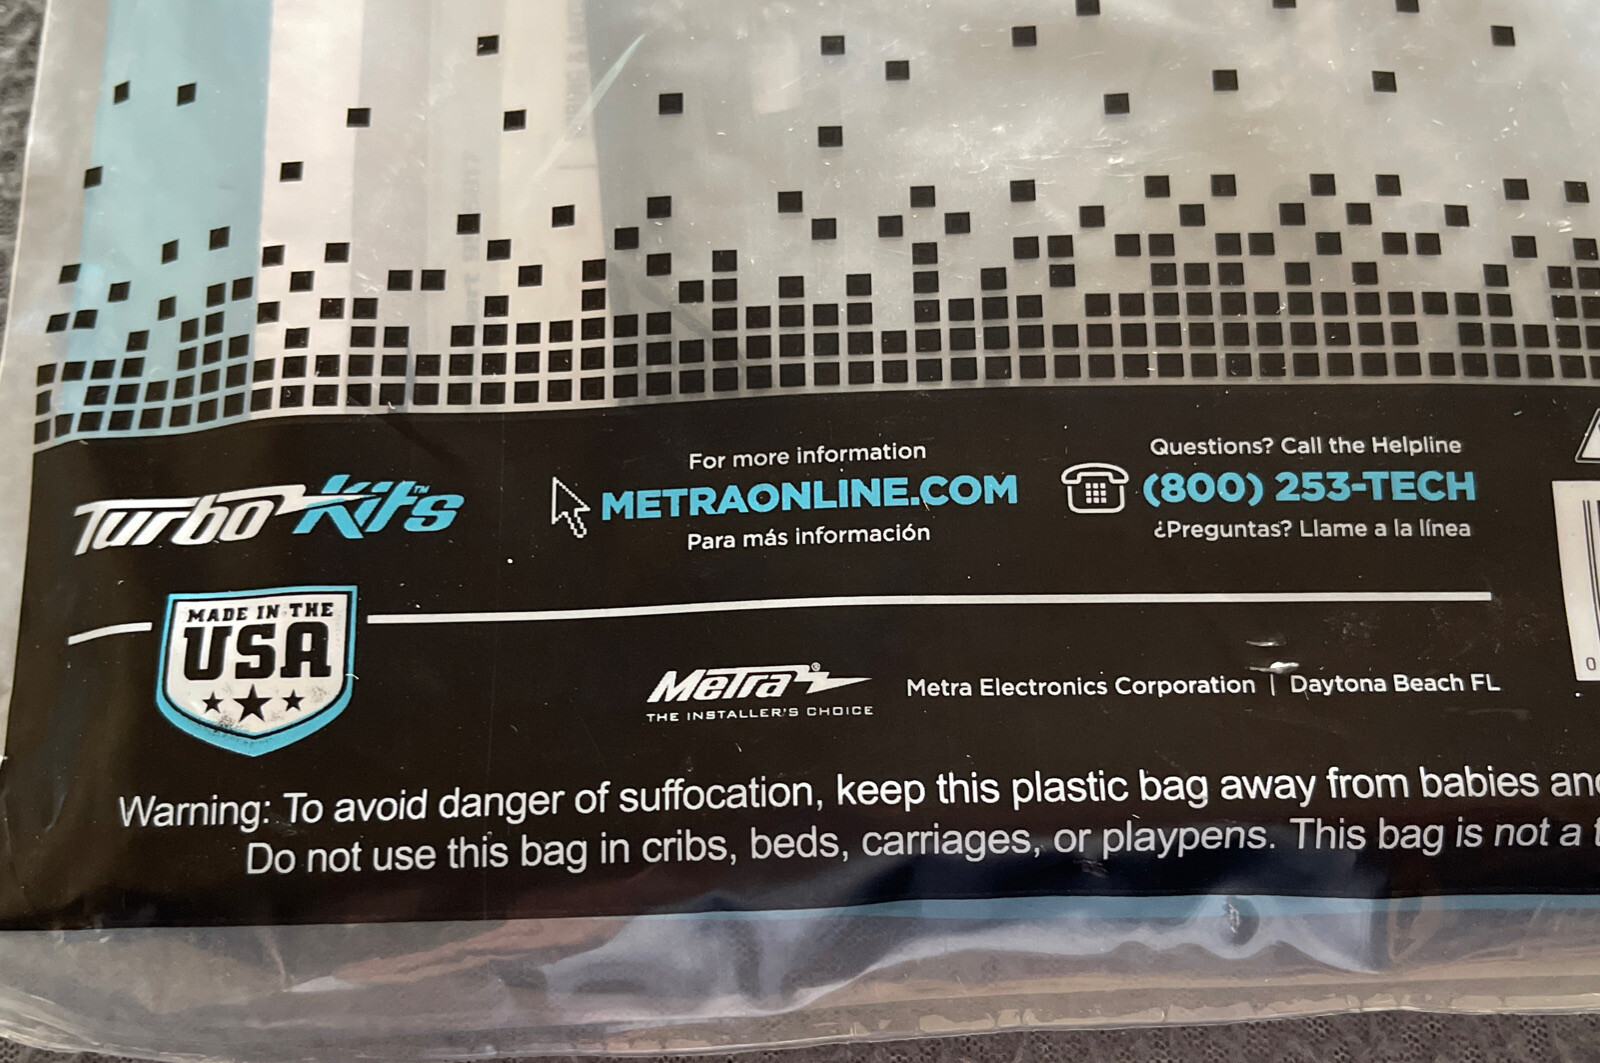 Turbo Kits™
For more information
METRAONLINE.COM
Para más información
Questions? Call the Helpline
(800) 253-TECH
¿Preguntas? Llame a la línea
MADE IN THE
USA
Metra®
THE INSTALLER'S CHOICE
Metra Electronics Corporation | Daytona Beach FL
0
Warning: To avoid danger of suffocation, keep this plastic bag away from babies
Do not use this bag in cribs, beds, carriages, or playpens. This bag is not a